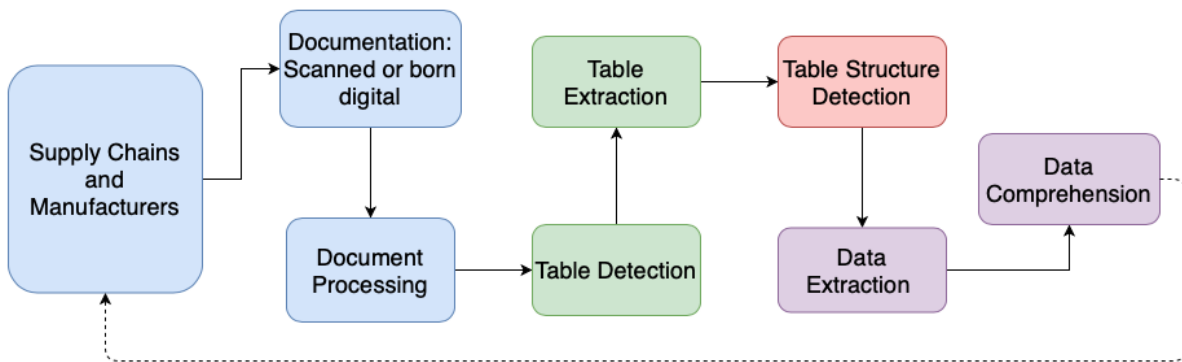 Supply Chains
and
Manufacturers
Documentation:
Scanned or born
digital
Document
Processing
Table Detection
Table
Extraction
Table Structure
Detection
Data
Extraction
Data
Comprehension